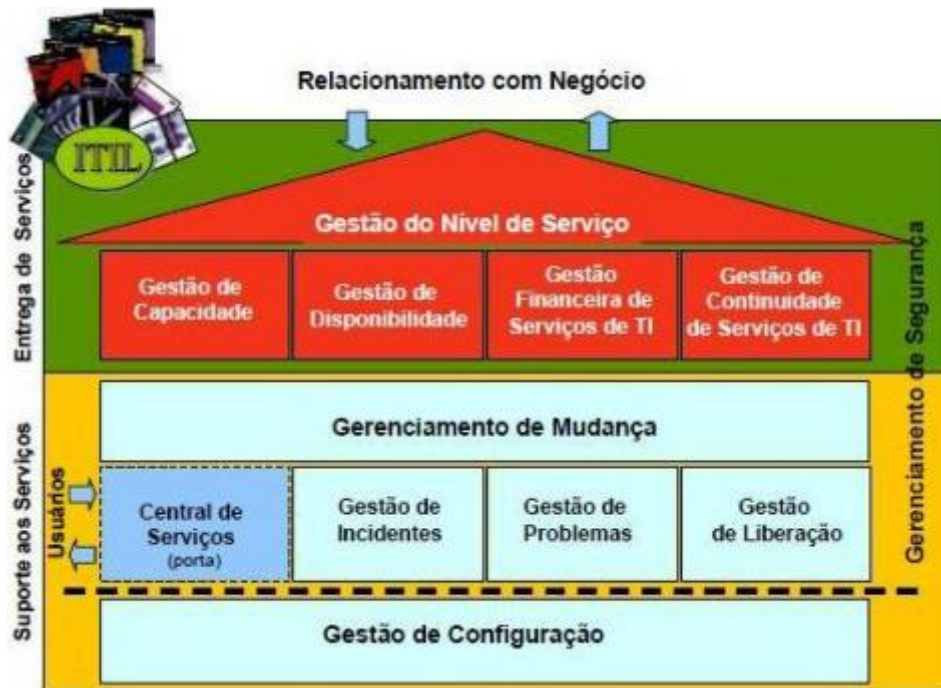 Relacionamento com Negócio
ITIL
Entrega de Serviços
Gestão do Nível de Serviço
Gestão de
Capacidade
Gestão de
Disponibilidade
Gestão
Financeira de
Serviços de TI
Gestão de
Continuidade
de Serviços de TI
Gerenciamento de Segurança
Suporte aos Serviços
Usuários
Gerenciamento de Mudança
Central de
Serviços
(porta)
Gestão de
Incidentes
Gestão de
Problemas
Gestão
de Liberação
Gestão de Configuração